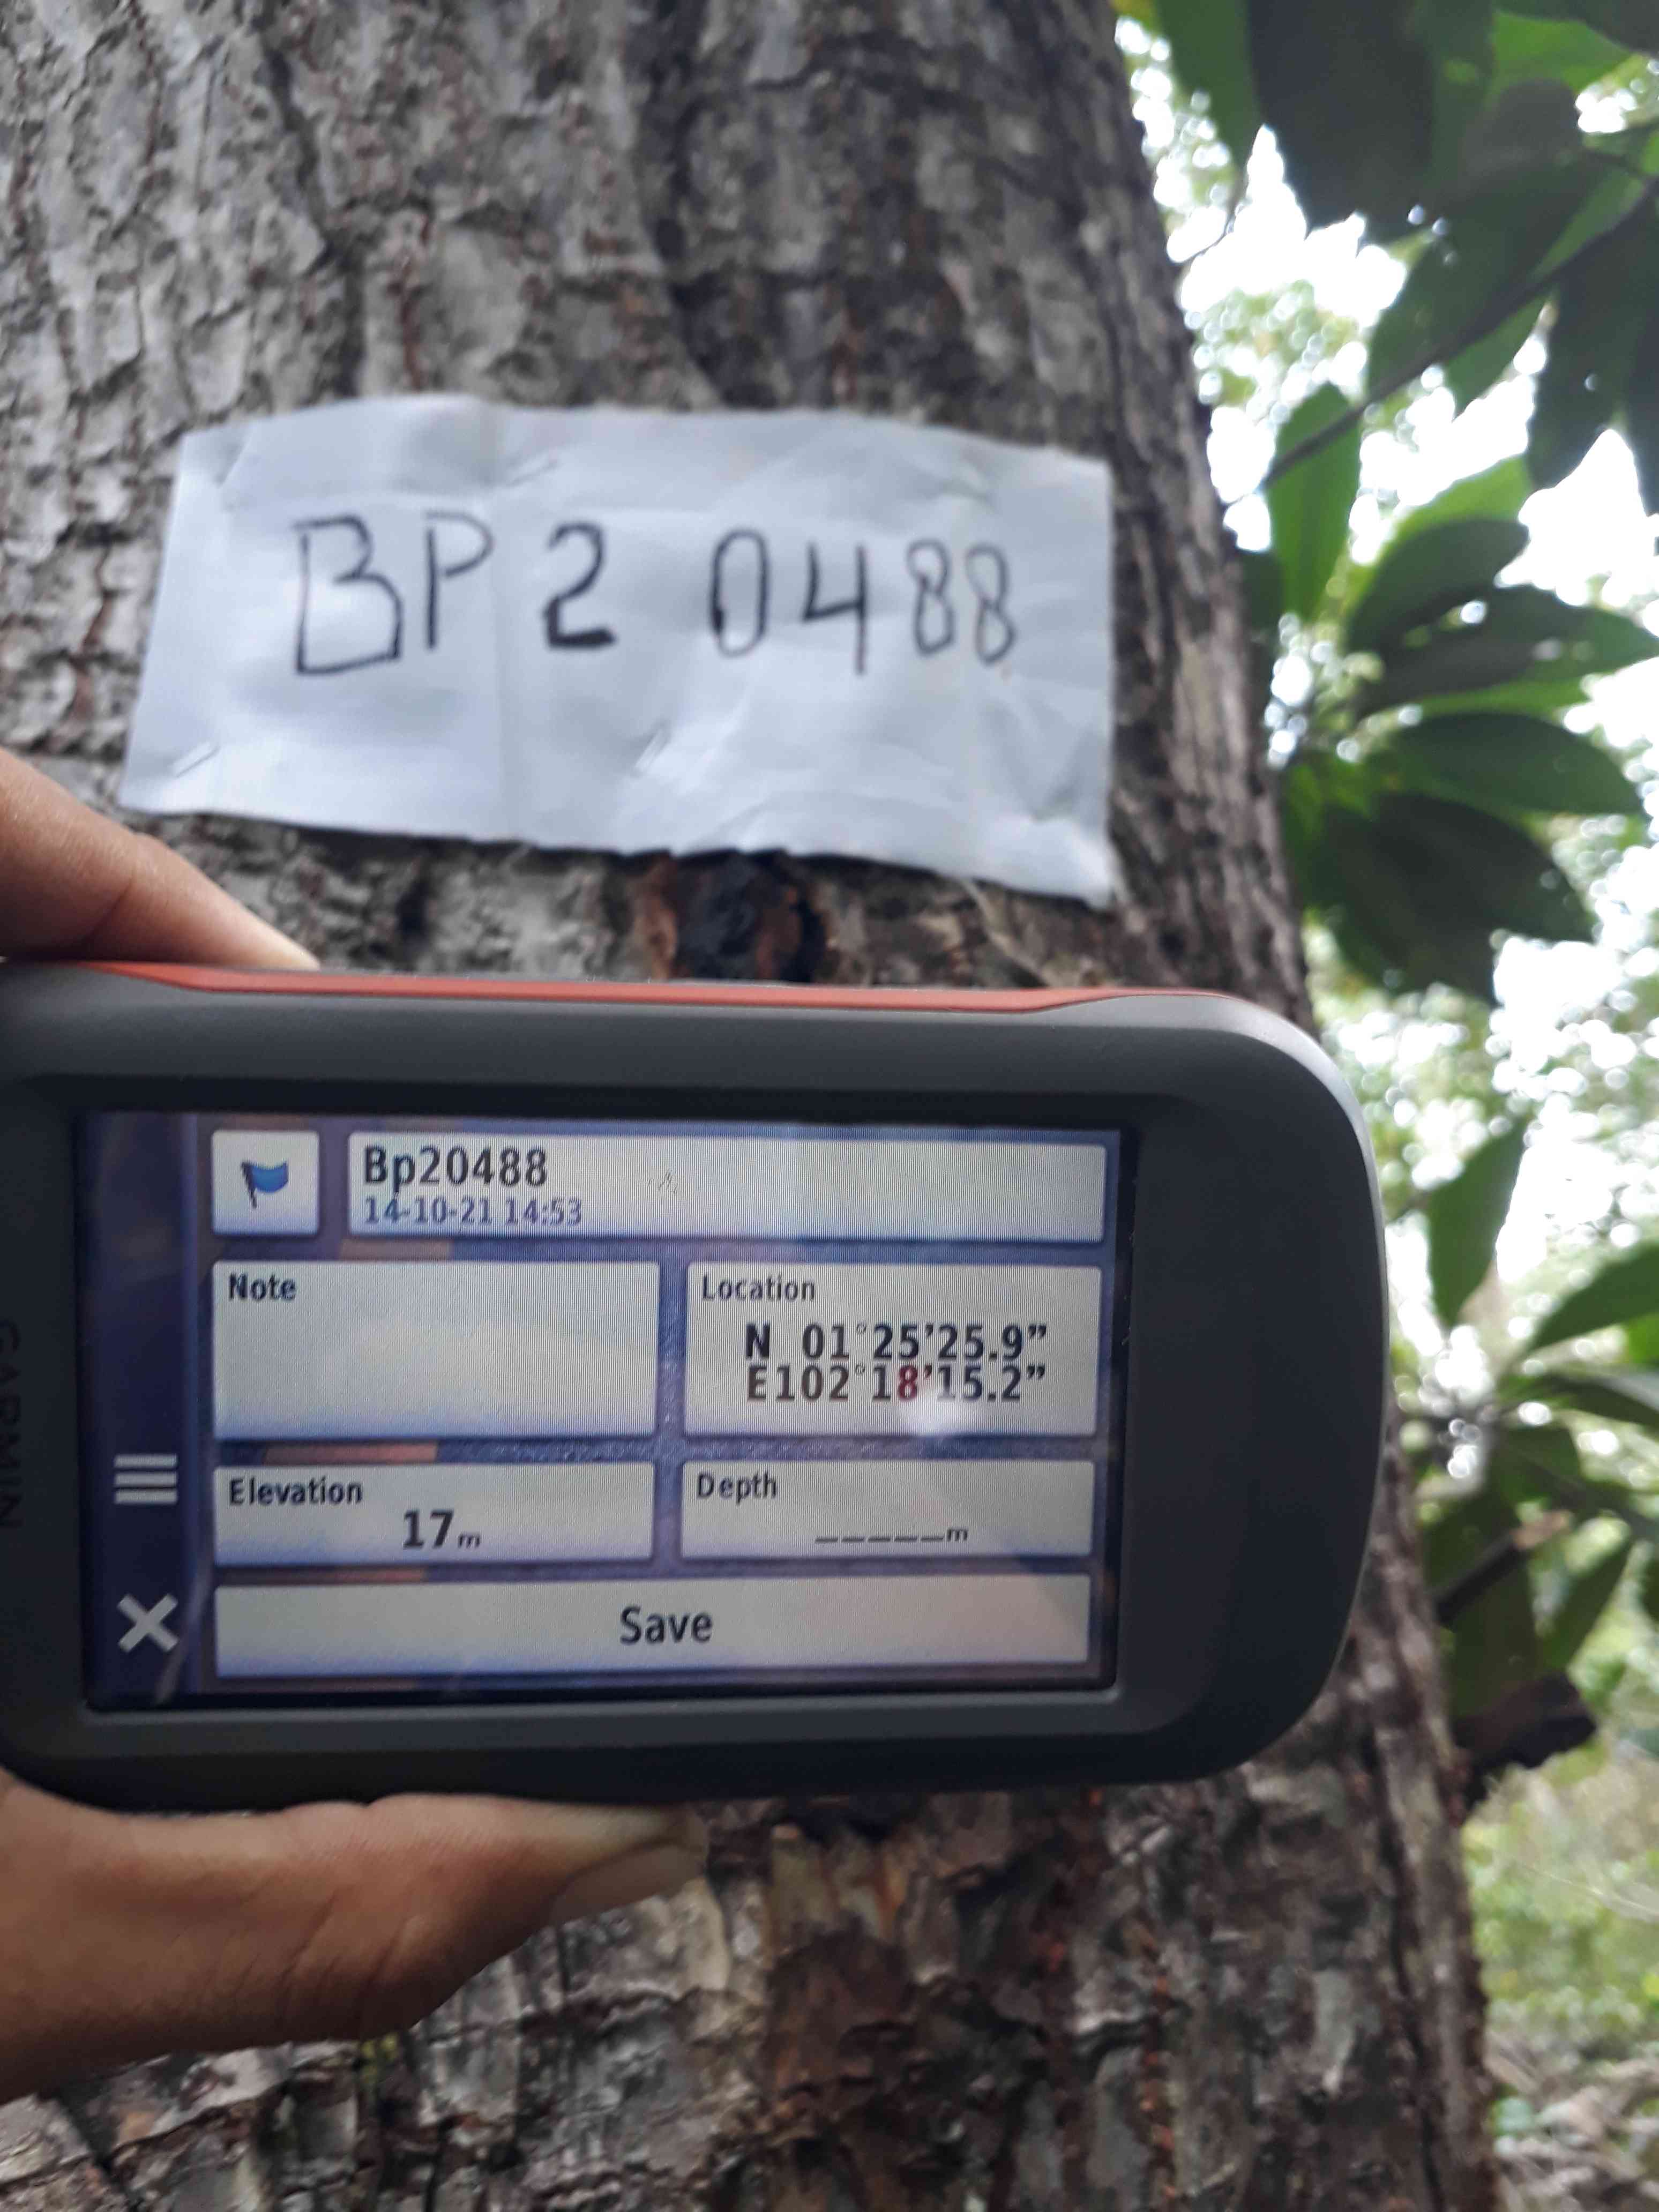 BP2 0488
Bp20488
14-10-21 14:53
Note
Location
N 01°25'25.9"
E102°18'15.2"
Elevation
17m
Depth
_____m
Save
GARMIN